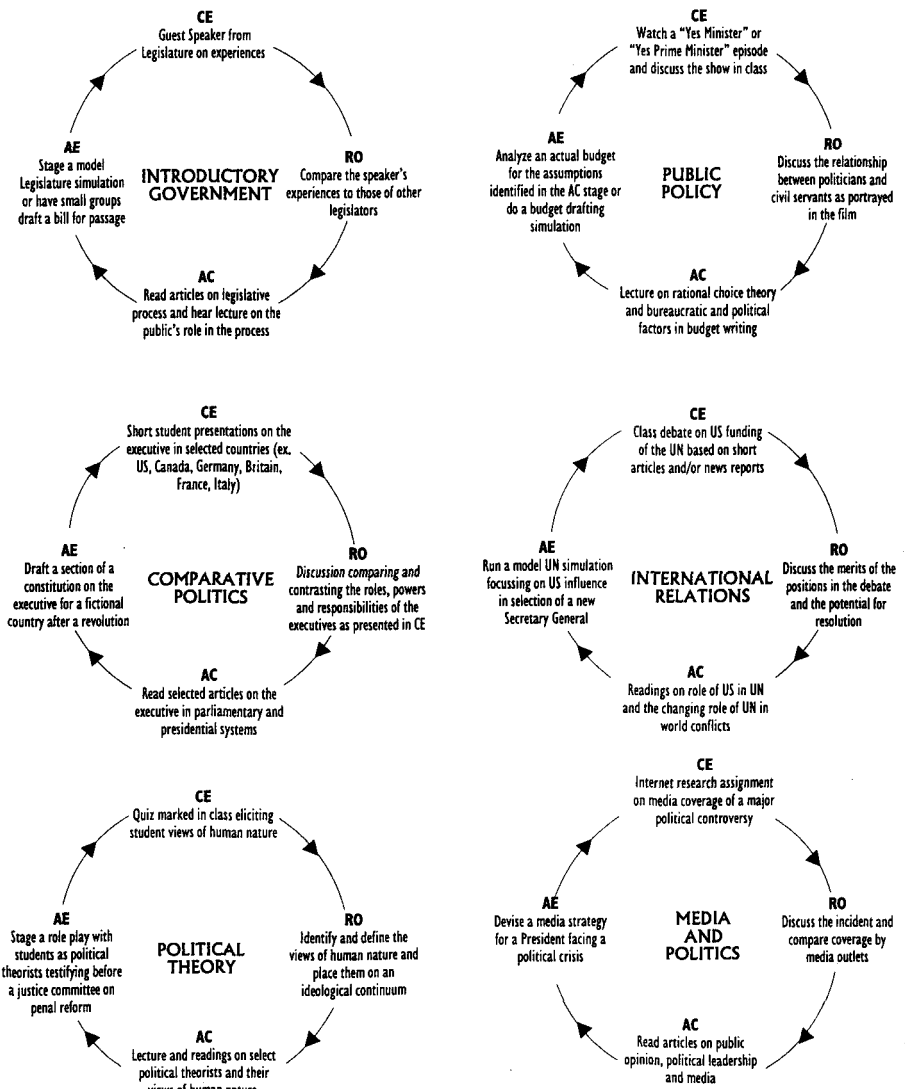 CE
Guest Speaker from
Legislature on experiences
AE
Stage a model
Legislature simulation
or have small groups
draft a bill for passage
INTRODUCTORY
GOVERNMENT
RO
Compare the speaker's
experiences to those of other
legislators
AC
Read articles on legislative
process and hear lecture on the
public's role in the process
CE
Watch a "Yes Minister" or
"Yes Prime Minister" episode
and discuss the show in class
AE
Analyze an actual budget
for the assumptions
identified in the AC stage or
do a budget drafting
simulation
PUBLIC
POLICY
RO
Discuss the relationship
between politicians and
civil servants as portrayed
in the film
AC
Lecture on rational choice theory
and bureaucratic and political
factors in budget writing
CE
Short student presentations on the
executive in selected countries (ex.
US, Canada, Germany, Britain,
France, Italy)
AE
Draft a section of a
constitution on the
executive for a fictional
country after a revolution
COMPARATIVE
POLITICS
RO
Discussion comparing and
contrasting the roles, powers
and responsibilities of the
executives as presented in CE
AC
Read selected articles on the
executive in parliamentary and
presidential systems
CE
Class debate on US funding
of the UN based on short
articles and/or news reports
AE
Run a model UN simulation
focussing on US influence
in selection of a new
Secretary General
INTERNATIONAL
RELATIONS
RO
Discuss the merits of the
positions in the debate
and the potential for
resolution
AC
Readings on role of US in UN
and the changing role of UN in
world conflicts
CE
Quiz marked in class eliciting
student views of human nature
AE
Stage a role play with
students as political
theorists testifying before
a justice committee on
penal reform
POLITICAL
THEORY
RO
Identify and define the
views of human nature and
place them on an
ideological continuum
AC
Lecture and readings on select
political theorists and their
views of human nature
CE
Internet research assignment
on media coverage of a major
political controversy
AE
Devise a media strategy
for a President facing a
political crisis
MEDIA
AND
POLITICS
RO
Discuss the incident and
compare coverage by
media outlets
AC
Read articles on public
opinion, political leadership
and media